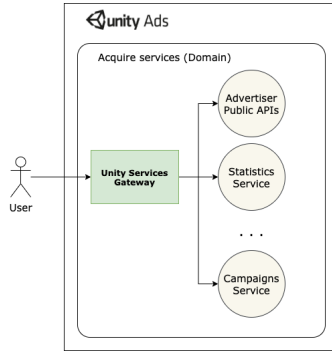 unity Ads
Acquire services (Domain)
Advertiser
Public APIs
Unity Services
Gateway
Statistics
Service
User
. . .
Campaigns
Service